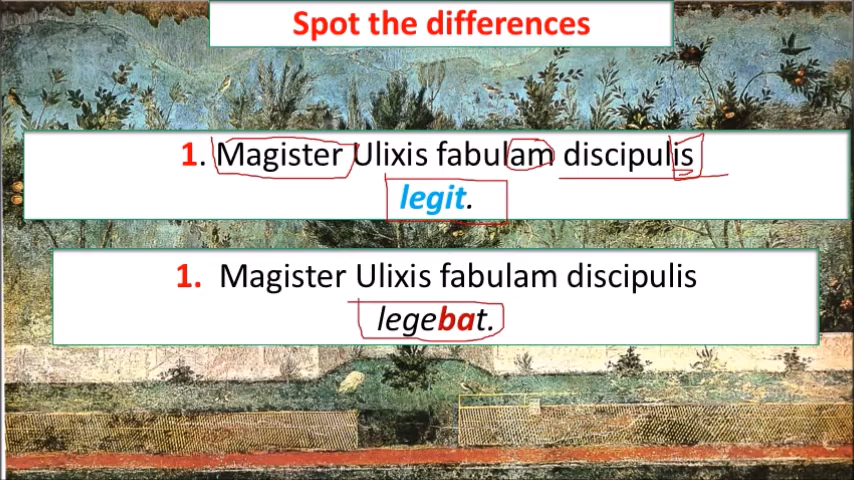 Spot the differences
1. Magister Ulixis fabulam discipulis
legit.
1. Magister Ulixis fabulam discipulis
legebat.